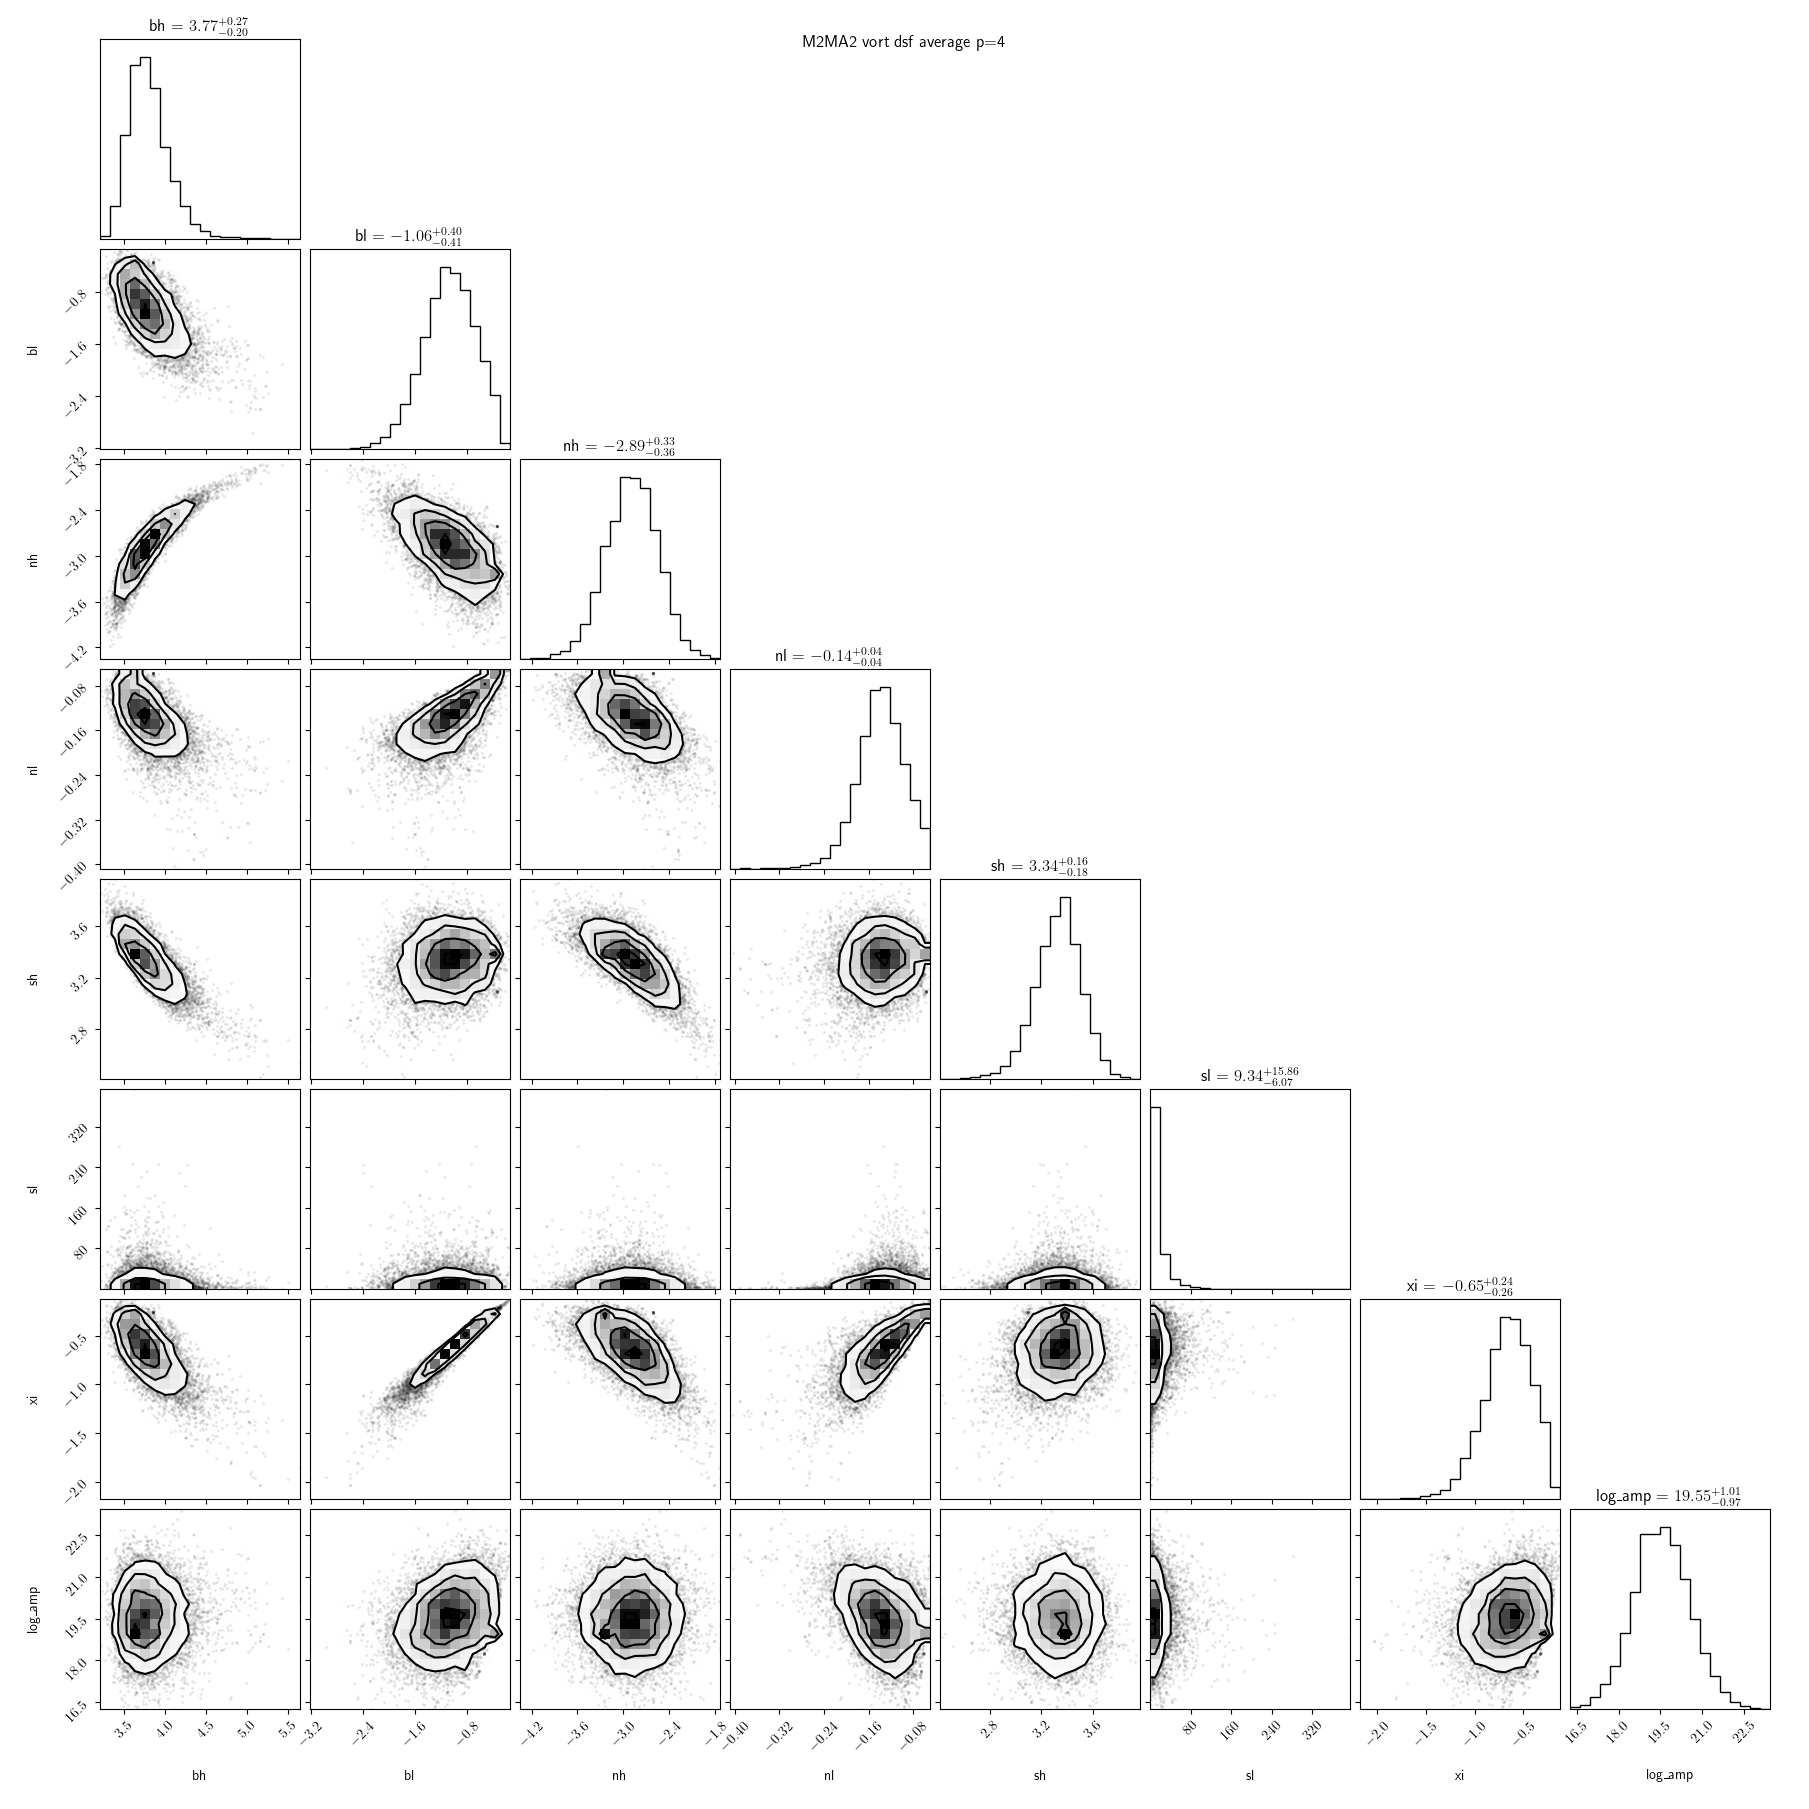 M2MA2 vort dsf average p=4
bh = 3.77+0.27−0.20
bl = −1.06+0.40−0.41
−0.8
−1.6
−2.4
−3.2
bl
nh = −2.89+0.33−0.36
−1.8
−2.4
−3.0
−3.6
−4.2
nh
nl = −0.14+0.04−0.04
−0.08
−0.16
−0.24
−0.32
−0.40
nl
sh = 3.34+0.16−0.18
3.6
3.2
2.8
sh
sl = 9.34+15.86−6.07
320
240
160
80
sl
xi = −0.65+0.24−0.26
−0.5
−1.0
−1.5
−2.0
xi
log_amp = 19.55+1.01−0.97
22.5
21.0
19.5
18.0
16.5
log_amp
3.5 4.0 4.5 5.0 5.5 −3.2 −2.4 −1.6 −0.8 −4.2 −3.6 −3.0 −2.4 −1.8 −0.40 −0.32 −0.24 −0.16 −0.08 2.8 3.2 3.6 80 160 240 320 −2.0 −1.5 −1.0 −0.5 16.5 18.0 19.5 21.0 22.5
bh bl nh nl sh sl xi log_amp